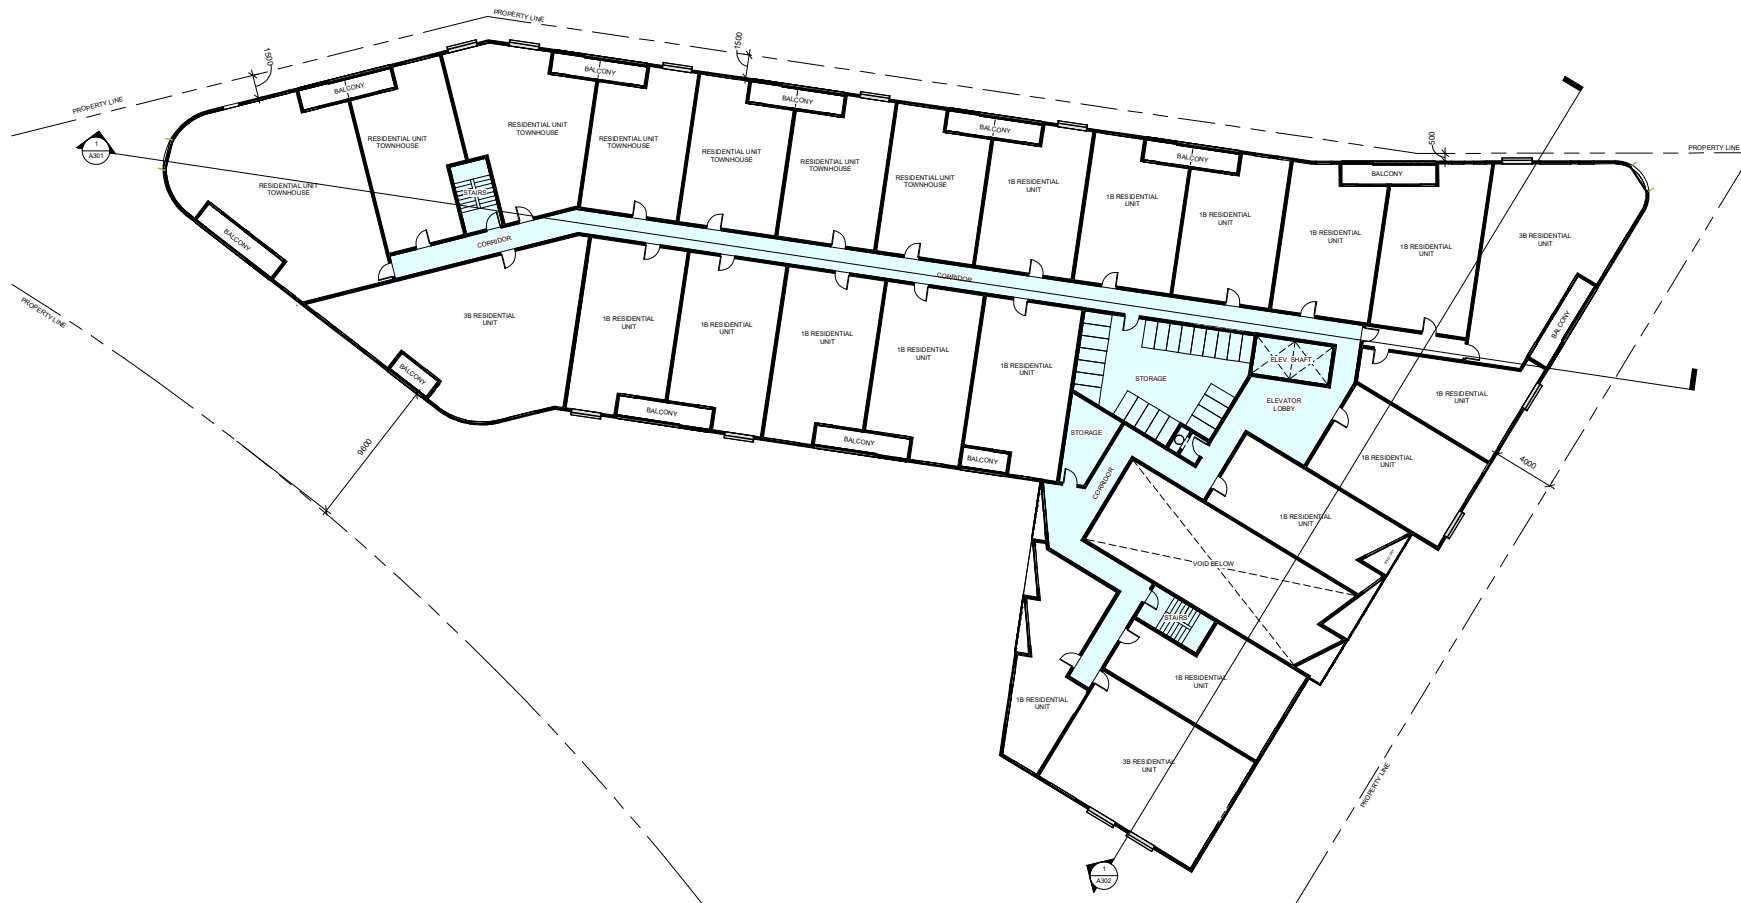 PROPERTY LINE
PROPERTY LINE
1500
1500
500
PROPERTY LINE
BALCONY
BALCONY
BALCONY
BALCONY
BALCONY
BALCONY
1
A301
RESIDENTIAL UNIT
TOWNHOUSE
RESIDENTIAL UNIT
TOWNHOUSE
RESIDENTIAL UNIT
TOWNHOUSE
RESIDENTIAL UNIT
TOWNHOUSE
RESIDENTIAL UNIT
TOWNHOUSE
RESIDENTIAL UNIT
TOWNHOUSE
RESIDENTIAL UNIT
TOWNHOUSE
1B RESIDENTIAL
UNIT
1B RESIDENTIAL
UNIT
1B RESIDENTIAL
UNIT
1B RESIDENTIAL
UNIT
1B RESIDENTIAL
UNIT
3B RESIDENTIAL
UNIT
STAIRS
BALCONY
CORRIDOR
CORRIDOR
BALCONY
PROPERTY LINE
3B RESIDENTIAL
UNIT
1B RESIDENTIAL
UNIT
1B RESIDENTIAL
UNIT
1B RESIDENTIAL
UNIT
1B RESIDENTIAL
UNIT
1B RESIDENTIAL
UNIT
STORAGE
ELEV. SHAFT
ELEVATOR
LOBBY
1B RESIDENTIAL
UNIT
BALCONY
BALCONY
BALCONY
BALCONY
STORAGE
CORRIDOR
1B RESIDENTIAL
UNIT
4000
9600
1B RESIDENTIAL
UNIT
BALCONY
VOID BELOW
STAIRS
1B RESIDENTIAL
UNIT
1B RESIDENTIAL
UNIT
3B RESIDENTIAL
UNIT
PROPERTY LINE
1
A302